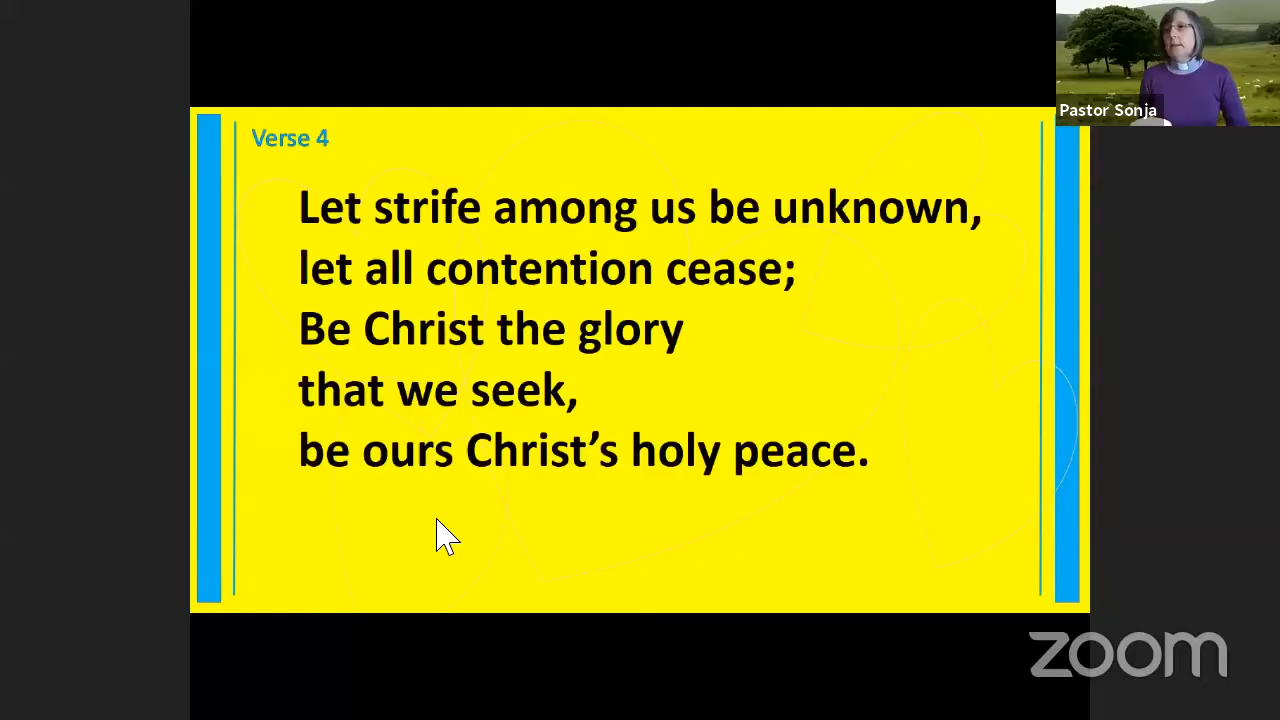 Pastor Sonja
Verse 4
Let strife among us be unknown,
let all contention cease;
Be Christ the glory
that we seek,
be ours Christ’s holy peace.
zoom